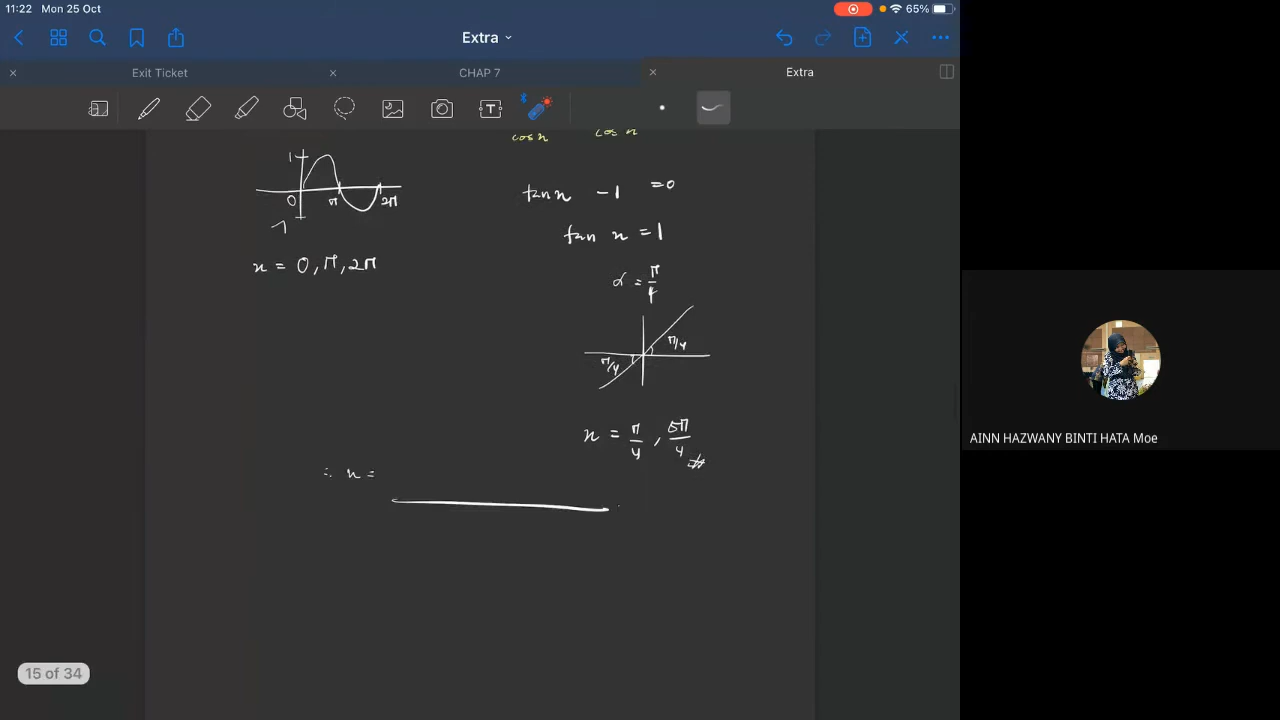 11:22 Mon 25 Oct 65%
Extra
Exit Ticket CHAP 7 Extra
T
cos x cos x
1
0 π 2π
-1
x = 0, π, 2π
tan x - 1 = 0
tan x = 1
α = π/4
π/4
π/4
x = π/4, 5π/4
∴ x =
AINN HAZWANY BINTI HATA Moe
15 of 34